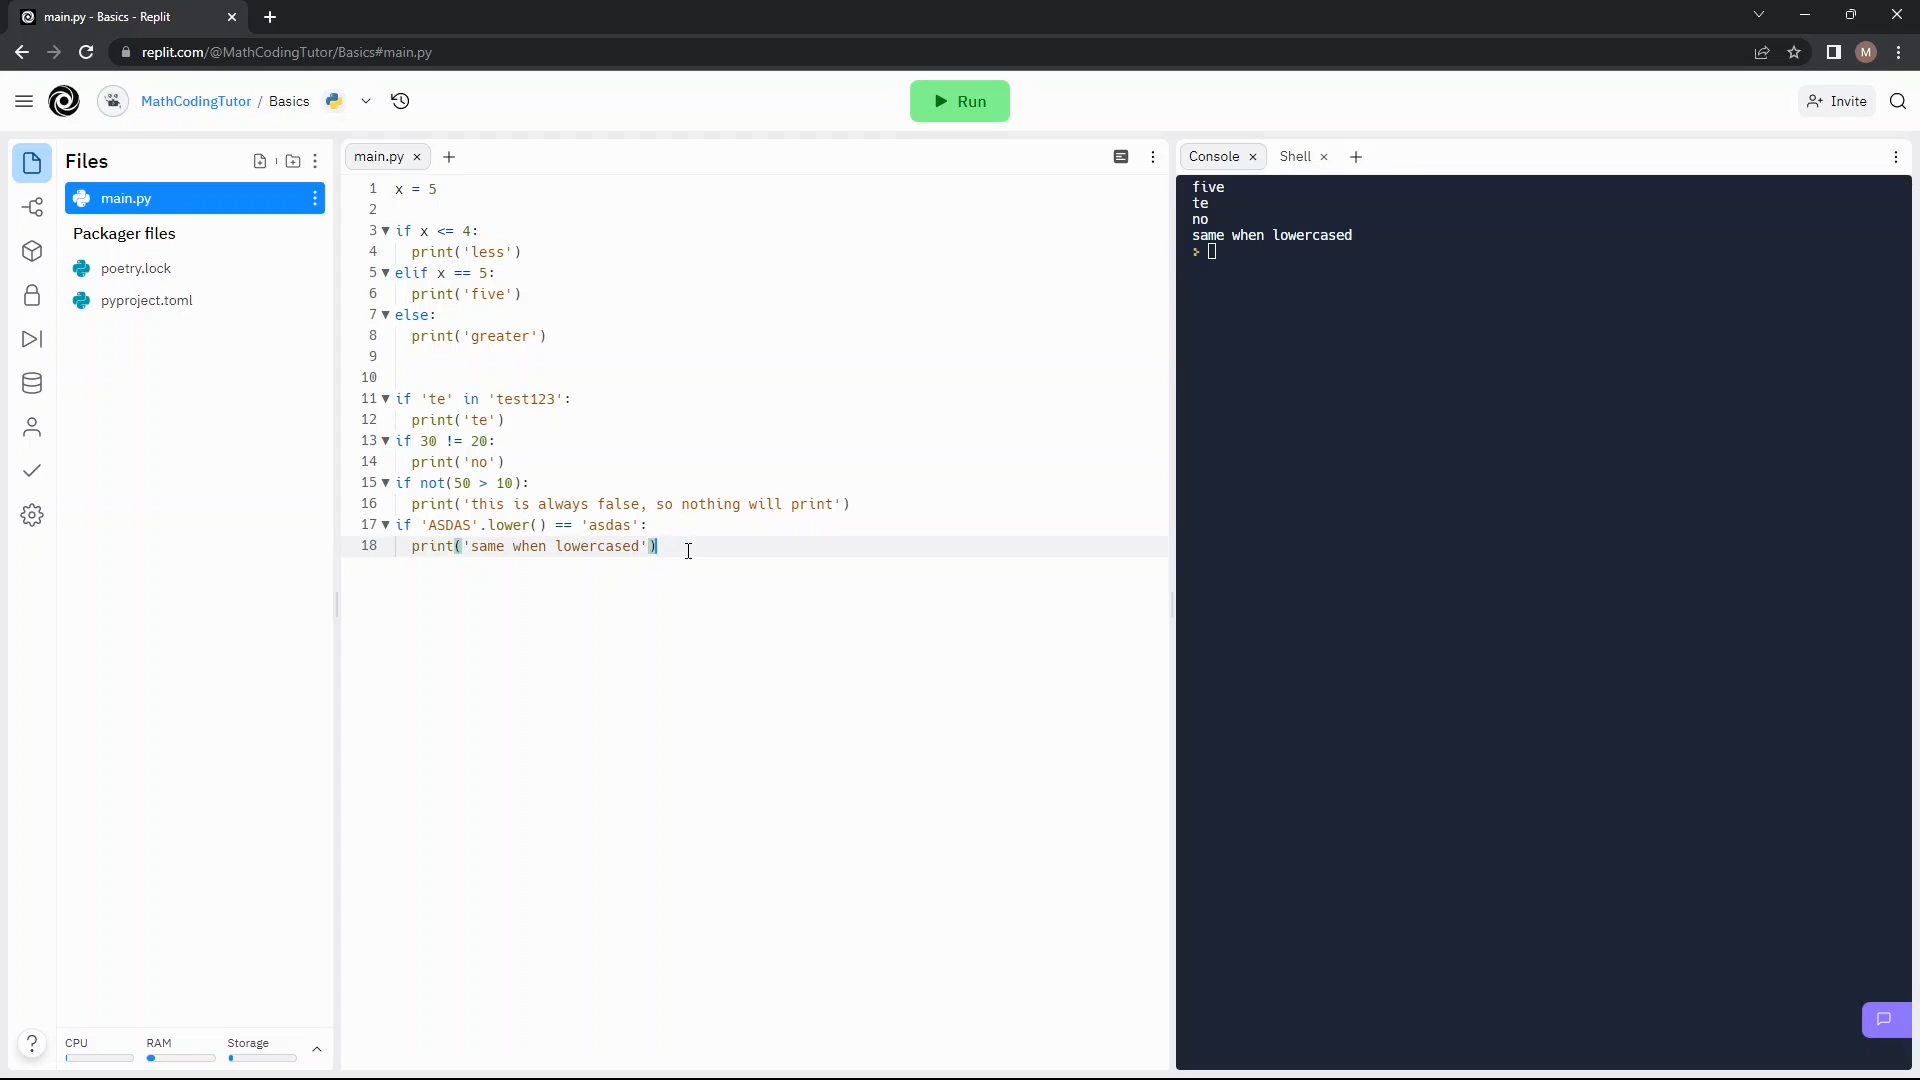 main.py - Basics - Replit
replit.com/@MathCodingTutor/Basics#main.py
M
MathCodingTutor / Basics
Run
Invite
Files
main.py
Packager files
poetry.lock
pyproject.toml
CPU
RAM
Storage
?
main.py
1 x = 5
2
3 if x <= 4:
4 print('less')
5 elif x == 5:
6 print('five')
7 else:
8 print('greater')
9
10
11 if 'te' in 'test123':
12 print('te')
13 if 30 != 20:
14 print('no')
15 if not(50 > 10):
16 print('this is always false, so nothing will print')
17 if 'ASDAS'.lower() == 'asdas':
18 print('same when lowercased')
Console
Shell
five
te
no
same when lowercased